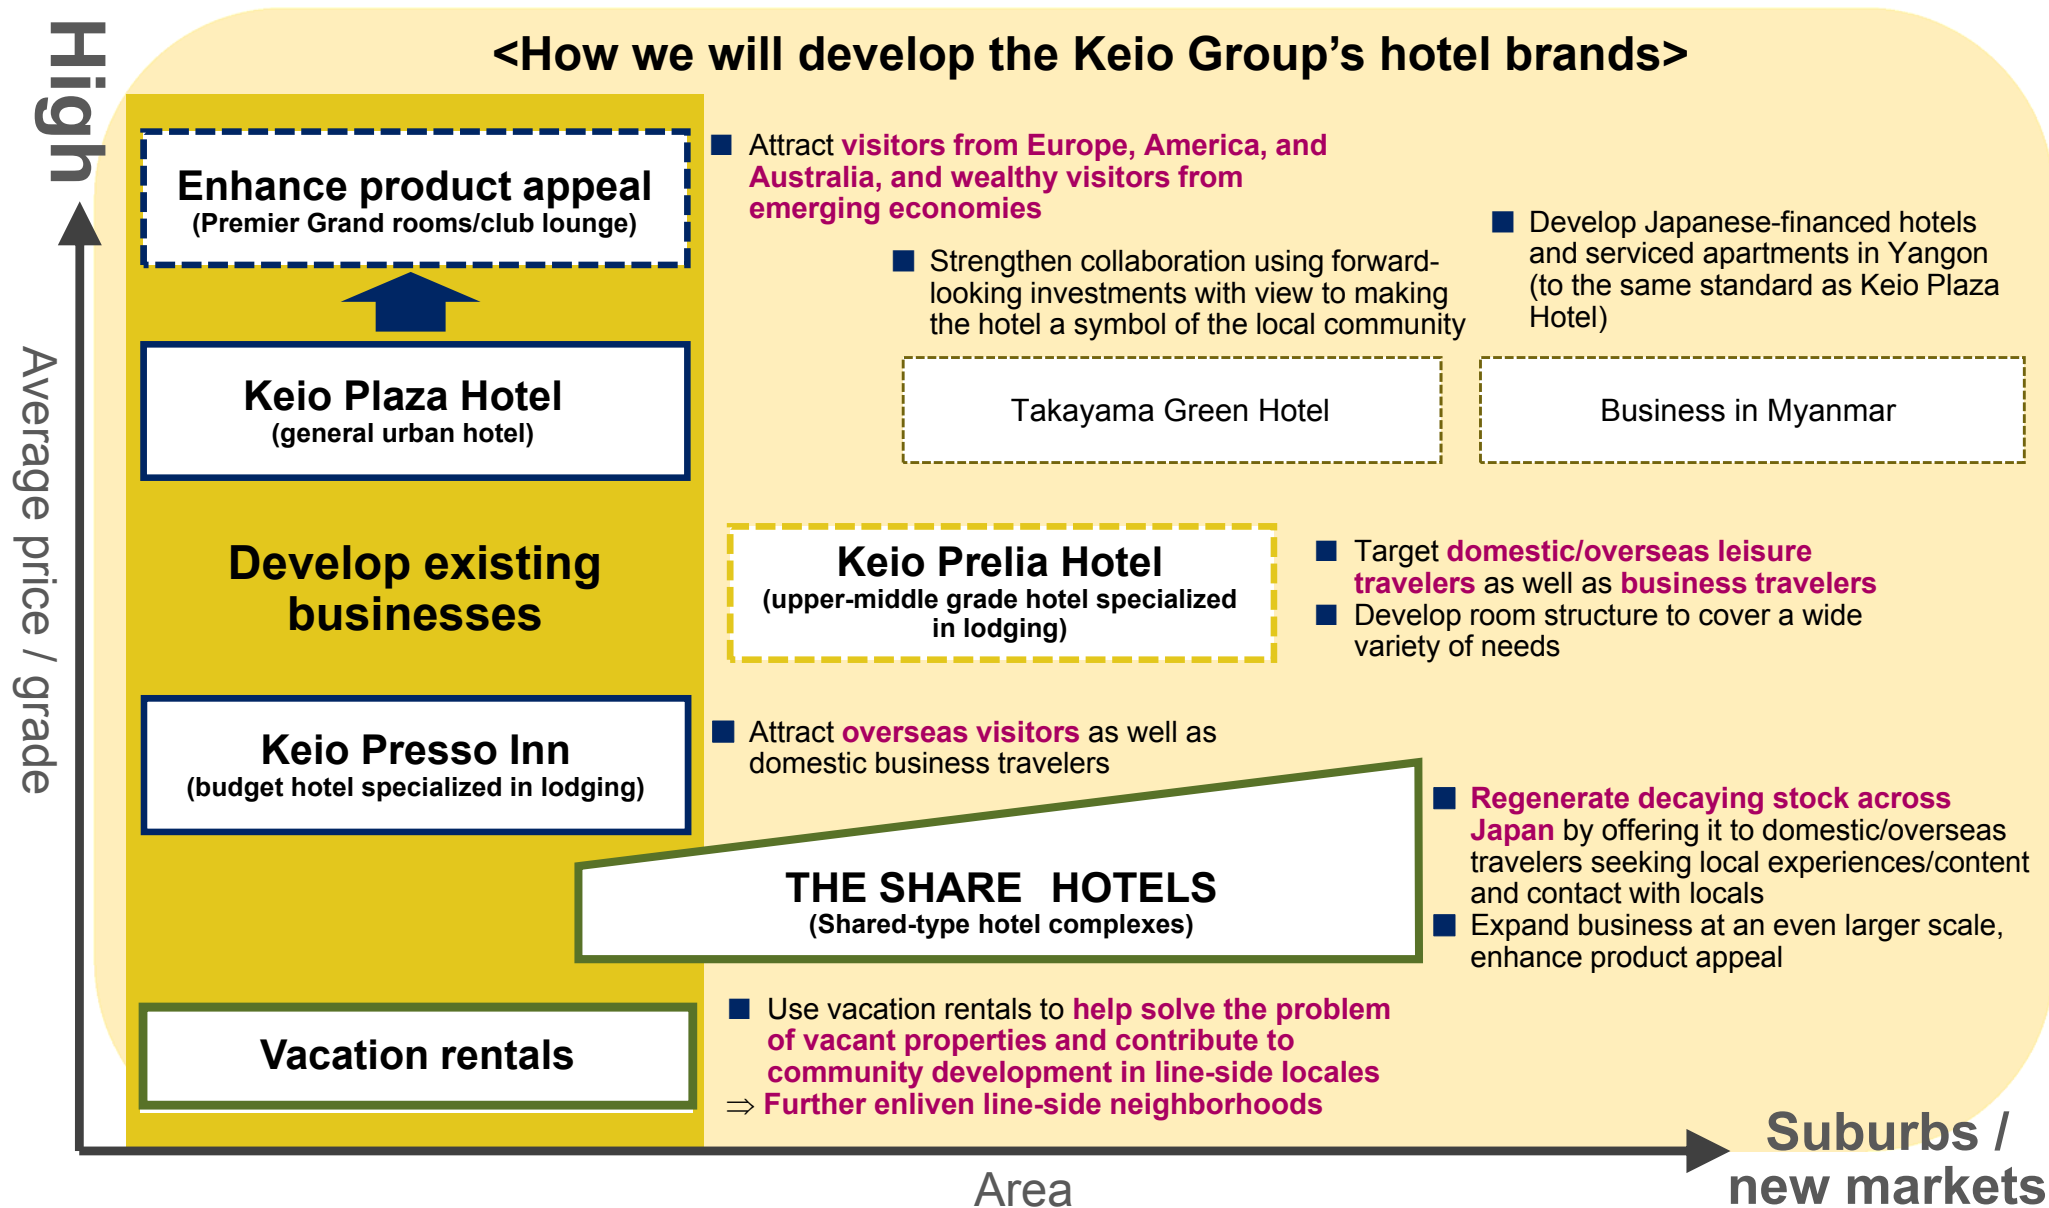 <How we will develop the Keio Group's hotel brands>
High
Average price / grade
Enhance product appeal
(Premier Grand rooms/club lounge)
■ Attract visitors from Europe, America, and
Australia, and wealthy visitors from
emerging economies
■ Strengthen collaboration using forward-
looking investments with view to making
the hotel a symbol of the local community
■ Develop Japanese-financed hotels
and serviced apartments in Yangon
(to the same standard as Keio Plaza
Hotel)
Keio Plaza Hotel
(general urban hotel)
Takayama Green Hotel
Business in Myanmar
Develop existing
businesses
Keio Prelia Hotel
(upper-middle grade hotel specialized
in lodging)
■ Target domestic/overseas leisure
travelers as well as business travelers
■ Develop room structure to cover a wide
variety of needs
Keio Presso Inn
(budget hotel specialized in lodging)
■ Attract overseas visitors as well as
domestic business travelers
THE SHARE HOTELS
(Shared-type hotel complexes)
■ Regenerate decaying stock across
Japan by offering it to domestic/overseas
travelers seeking local experiences/content
and contact with locals
■ Expand business at an even larger scale,
enhance product appeal
Vacation rentals
■ Use vacation rentals to help solve the problem
of vacant properties and contribute to
community development in line-side locales
⇒ Further enliven line-side neighborhoods
Area
Suburbs /
new markets